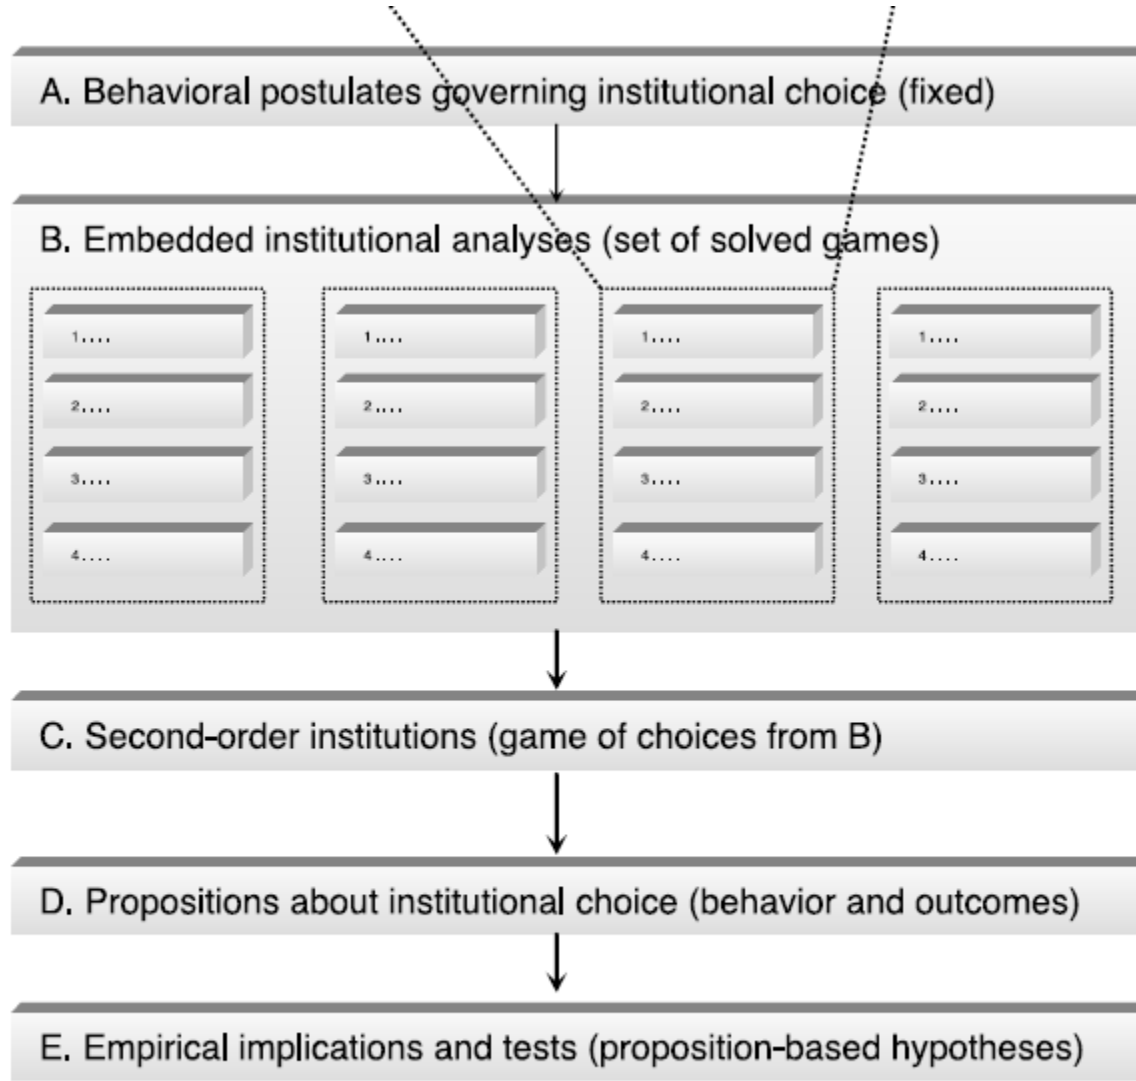 A. Behavioral postulates governing institutional choice (fixed)
B. Embedded institutional analyses (set of solved games)
1.... 1.... 1.... 1....
2.... 2.... 2.... 2....
3.... 3.... 3.... 3....
4.... 4.... 4.... 4....
C. Second-order institutions (game of choices from B)
D. Propositions about institutional choice (behavior and outcomes)
E. Empirical implications and tests (proposition-based hypotheses)